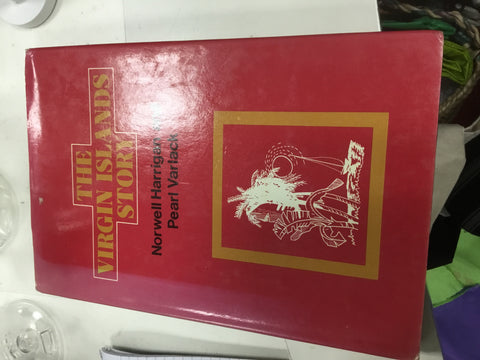 THE
VIRGIN ISLANDS
STORY
Norwell Harrigan
Pearl Varlack